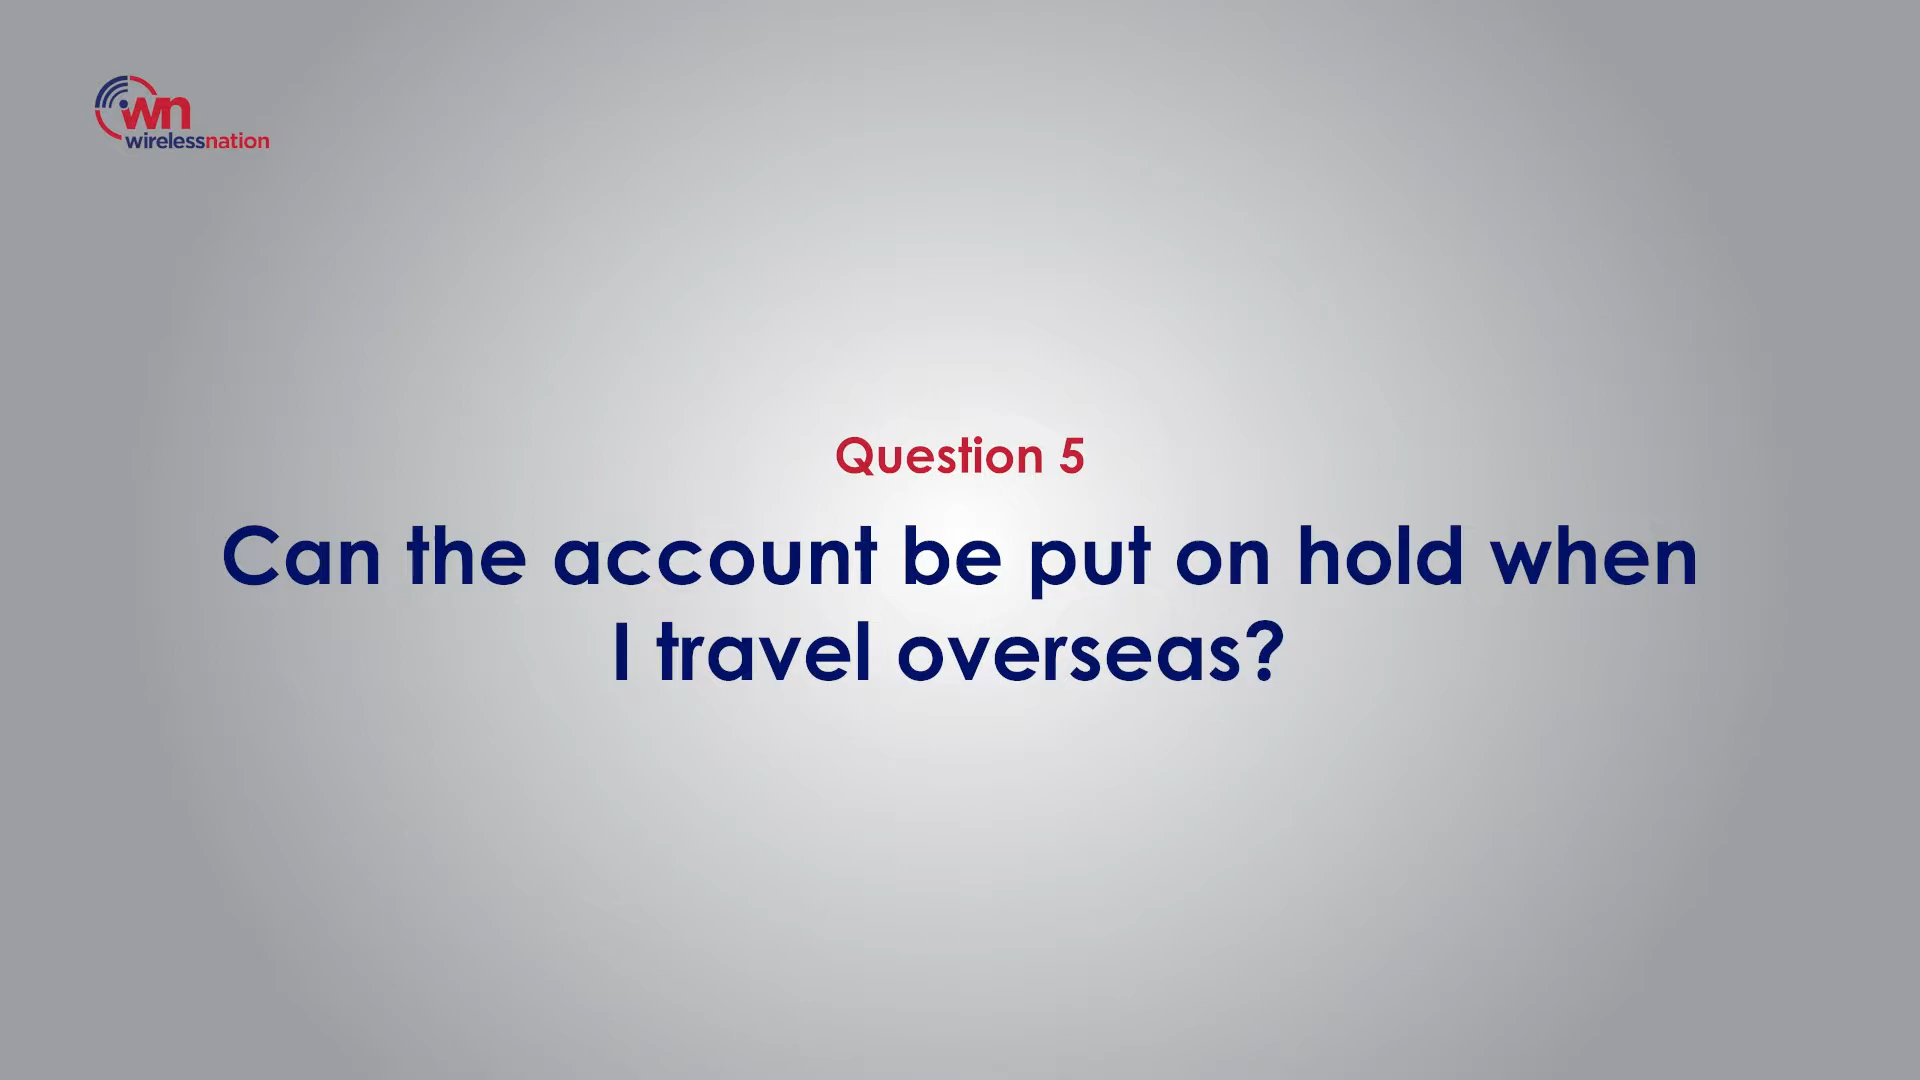 wn
wirelessnation
Question 5
Can the account be put on hold when
I travel overseas?